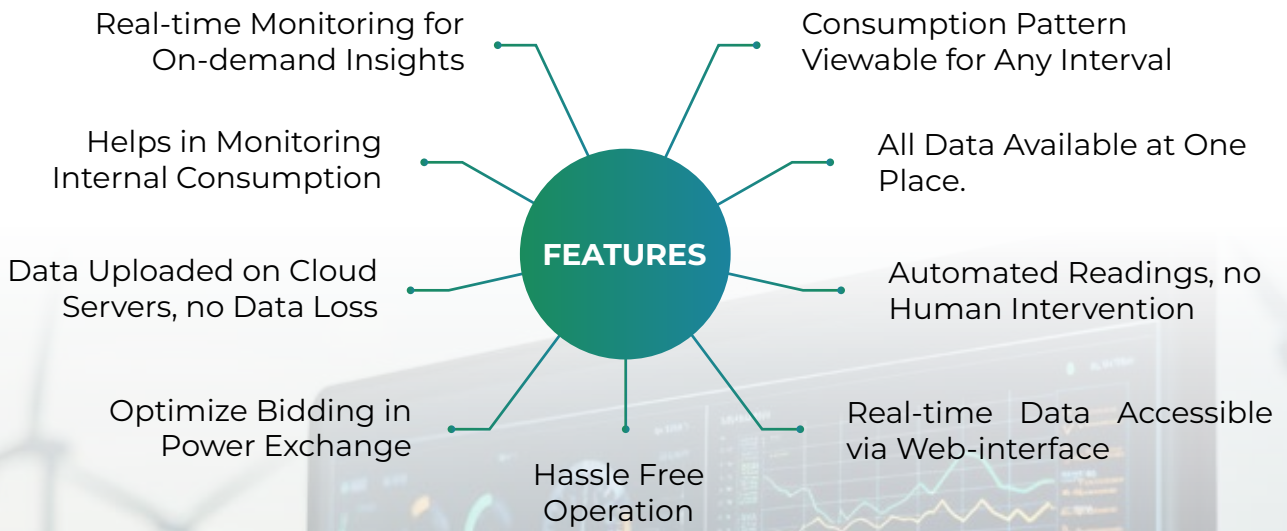 Real-time Monitoring for
On-demand Insights
Consumption Pattern
Viewable for Any Interval
Helps in Monitoring
Internal Consumption
All Data Available at One
Place.
FEATURES
Data Uploaded on Cloud
Servers, no Data Loss
Automated Readings, no
Human Intervention
Optimize Bidding in
Power Exchange
Real-time Data Accessible
via Web-interface
Hassle Free
Operation